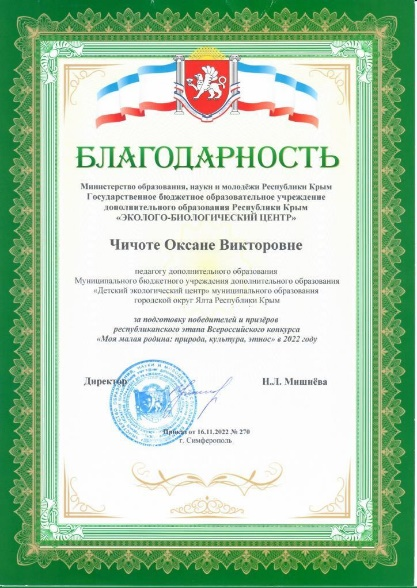 БЛАГОДАРНОСТЬ
Министерство образования, науки и молодёжи Республики Крым
Государственное бюджетное образовательное учреждение
дополнительного образования Республики Крым
«ЭКОЛОГО-БИОЛОГИЧЕСКИЙ ЦЕНТР»
Чичоте Оксане Викторовне
педагогу дополнительного образования
Муниципального бюджетного учреждения дополнительного образования
«Детский экологический центр» муниципального образования
городской округ Ялта Республики Крым
за подготовку победителей и призёров
республиканского этапа Всероссийского конкурса
«Моя малая родина: природа, культура, этнос» в 2022 году
Директор Н.Л. Мишнёва
Приказ от 16.11.2022 № 270
г. Симферополь